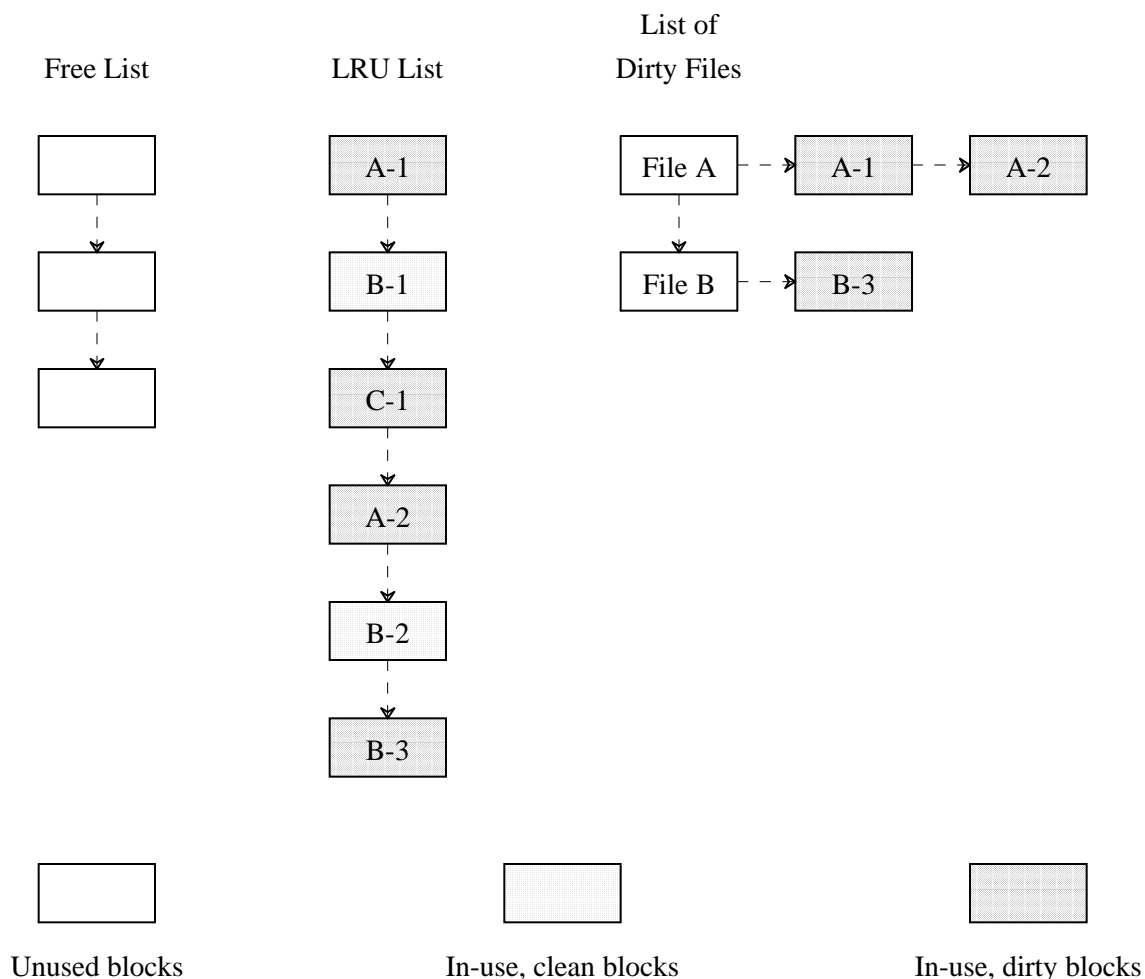 List of
Free List LRU List Dirty Files
A-1 File A A-1 A-2
B-1 File B B-3
C-1
A-2
B-2
B-3
Unused blocks In-use, clean blocks In-use, dirty blocks